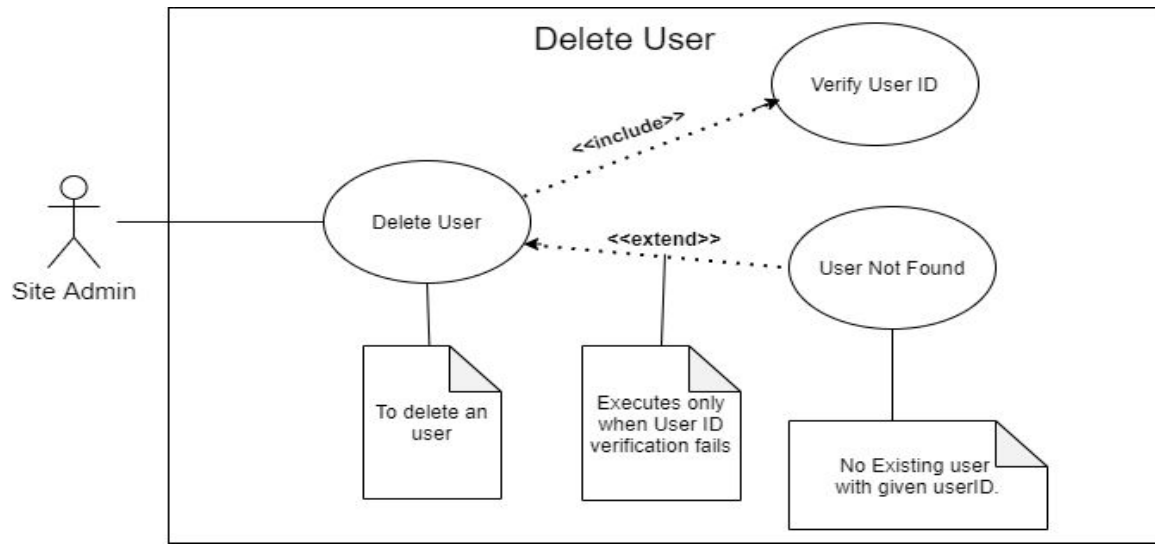 Delete User
Verify User ID
<<include>>
Delete User
<<extend>>
User Not Found
Site Admin
To delete an
user
Executes only
when User ID
verification fails
No Existing user
with given userID.